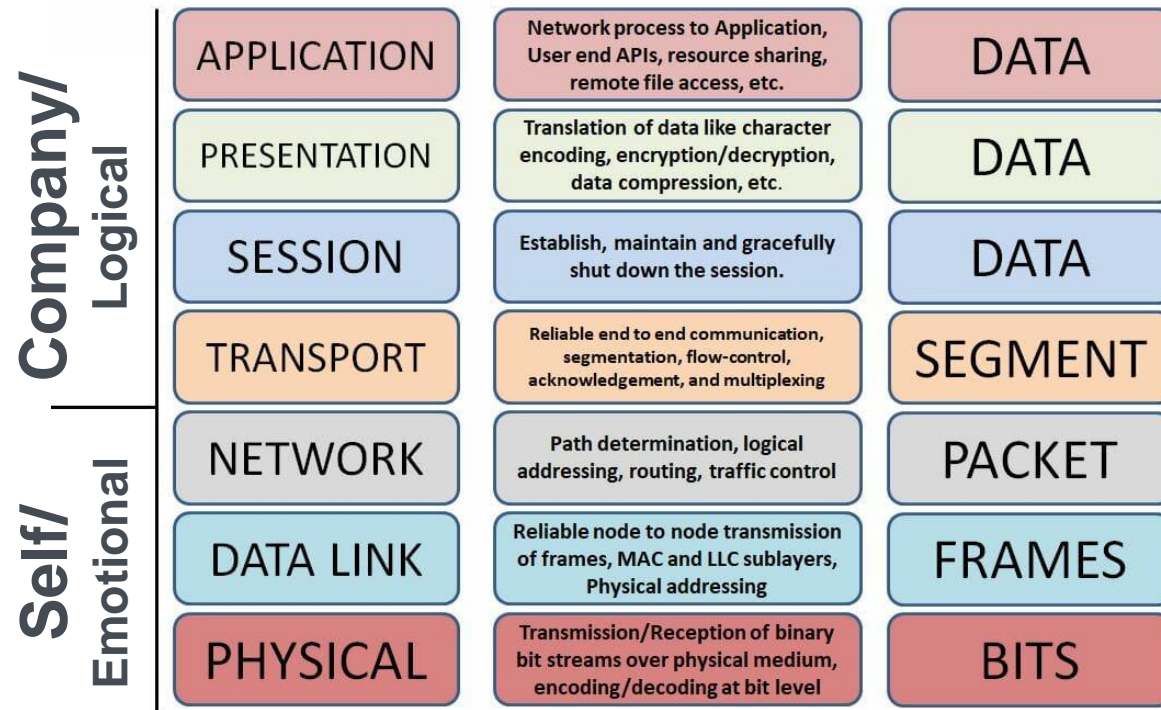 Company/
Logical
APPLICATION
Network process to Application,
User end APIs, resource sharing,
remote file access, etc.
DATA
PRESENTATION
Translation of data like character
encoding, encryption/decryption,
data compression, etc.
DATA
SESSION
Establish, maintain and gracefully
shut down the session.
DATA
TRANSPORT
Reliable end to end communication,
segmentation, flow-control,
acknowledgement, and multiplexing
SEGMENT
Self/
Emotional
NETWORK
Path determination, logical
addressing, routing, traffic control
PACKET
DATA LINK
Reliable node to node transmission
of frames, MAC and LLC sublayers,
Physical addressing
FRAMES
PHYSICAL
Transmission/Reception of binary
bit streams over physical medium,
encoding/decoding at bit level
BITS